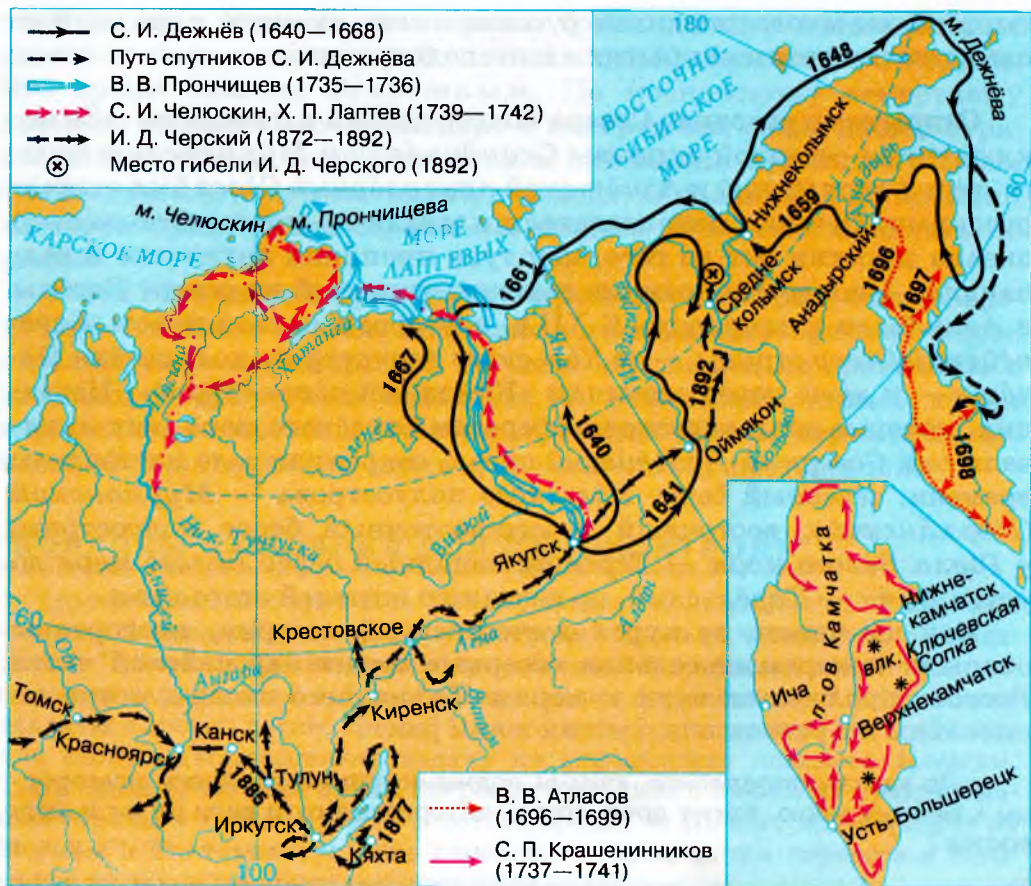 С. И. Дежнёв (1640—1668)
Путь спутников С. И. Дежнёва
В. В. Прончищев (1735—1736)
С. И. Челюскин, Х. П. Лаптев (1739—1742)
И. Д. Черский (1872—1892)
Место гибели И. Д. Черского (1892)
180
1648
м. Дежнёва
ВОСТОЧНО
СИБИРСКОЕ
МОРЕ
60
Анадырь
Нижнеколымск
1659
м. Челюскин
м. Прончищева
КАРСКОЕ МОРЕ
МОРЕ
ЛАПТЕВЫХ
1661
Средне-
колымск
Анадырский
1696
1697
Хатанга
Яна
Индигирка
1667
1892
1640
Оймякон
Колыма
1698
Оленёк
1641
Ниж. Тунгуска
Вилюй
Якутск
Енисей
Алдан
60
Обь
Крестовское
Лена
Ангара
Витим
Киренск
Томск
Красноярск
Канск
Тулун
1885
Иркутск
1877
Кяхта
100
п-ов Камчатка
Нижне-
камчатск
влк. Ключевская
Сопка
Ича
Верхнекамчатск
Усть-Большерецк
В. В. Атласов
(1696—1699)
С. П. Крашенинников
(1737—1741)